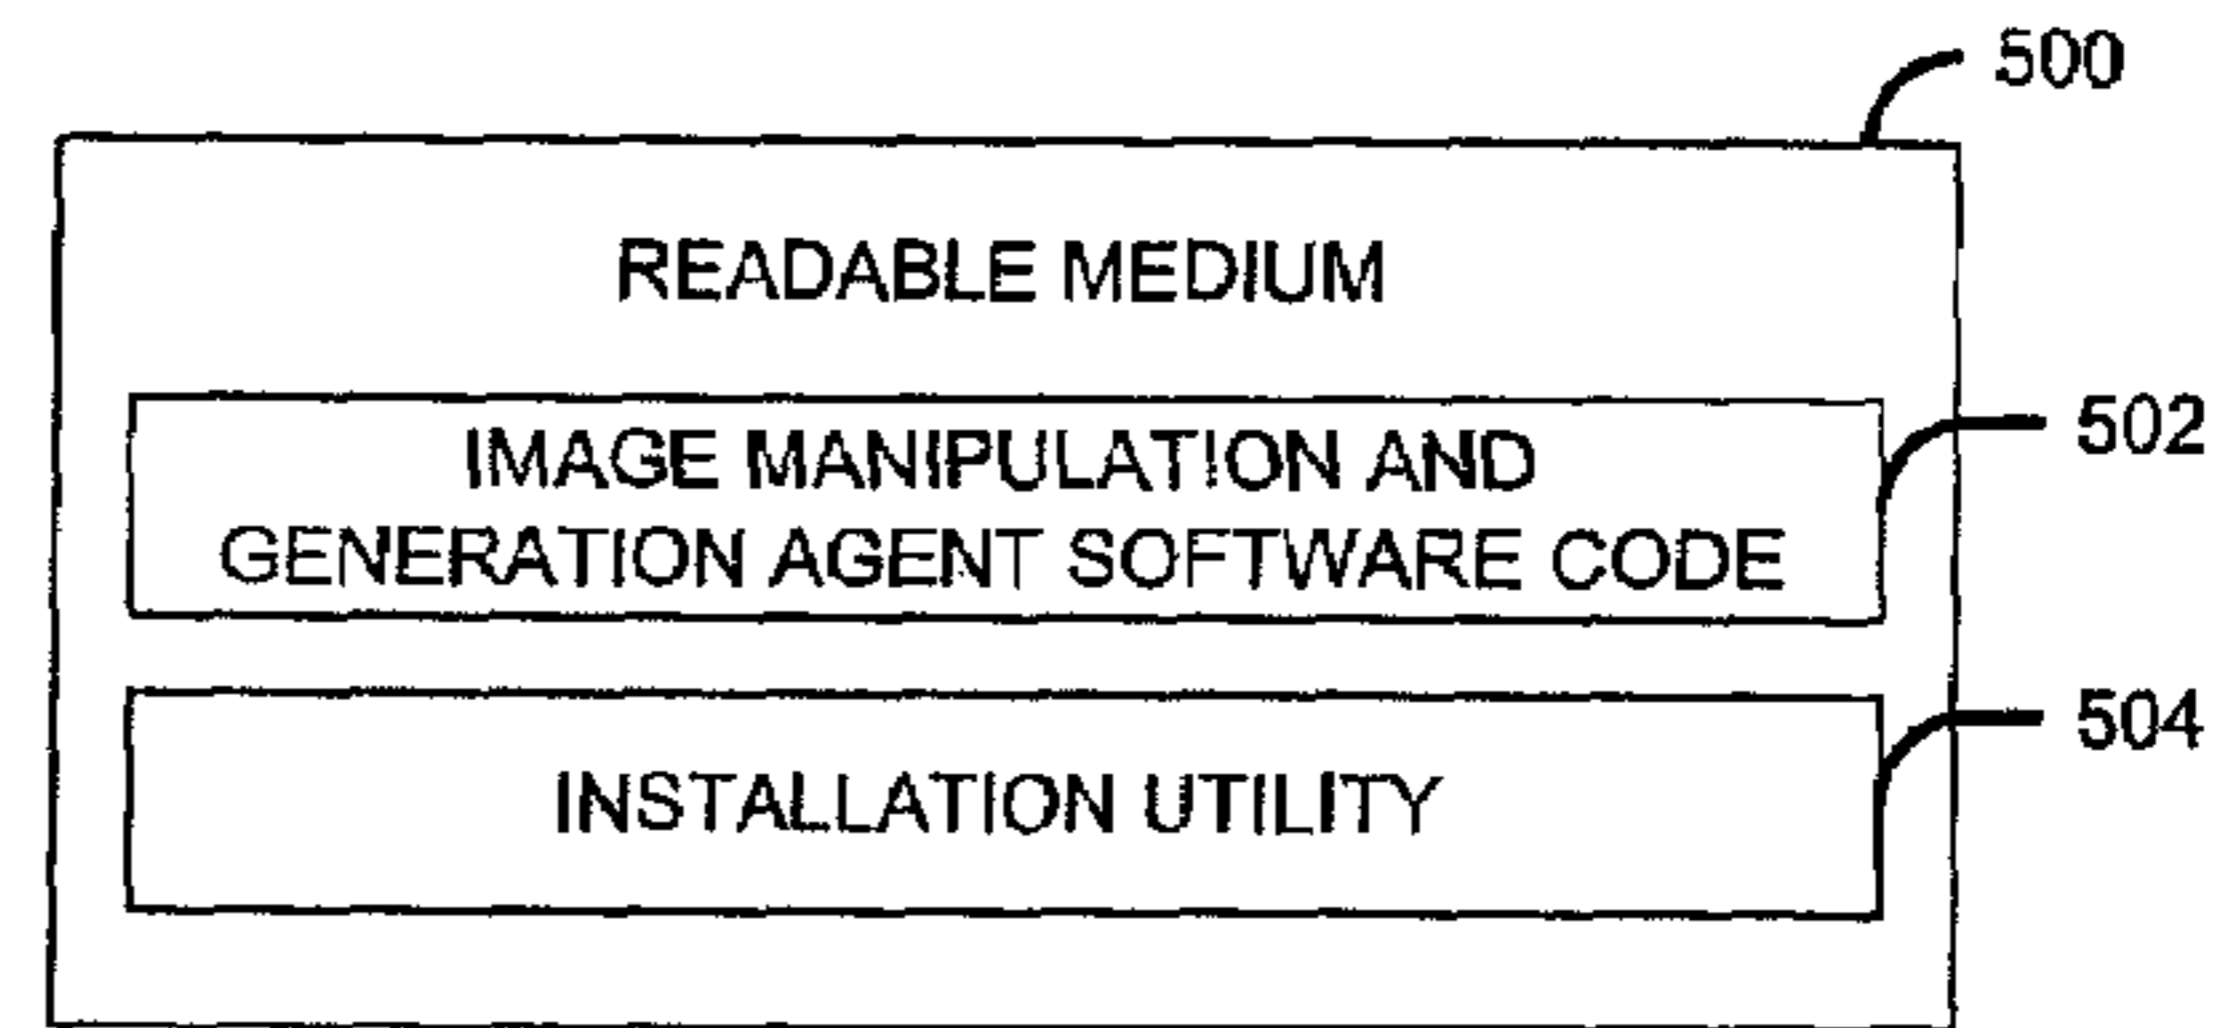 500
READABLE MEDIUM
IMAGE MANIPULATION AND
GENERATION AGENT SOFTWARE CODE
502
INSTALLATION UTILITY
504